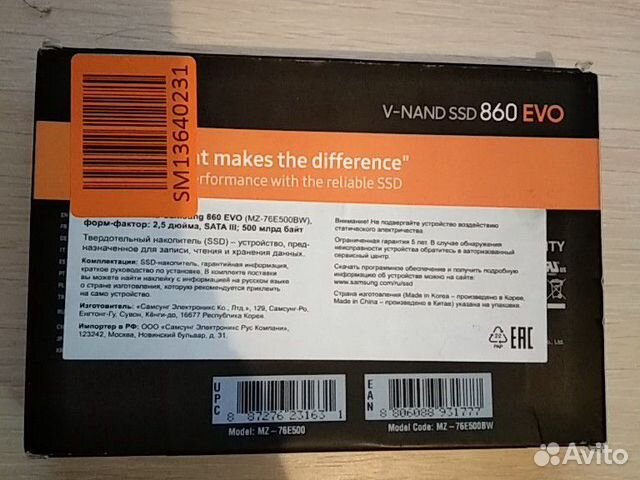 V-NAND SSD 860 EVO
SM13640231
at makes the difference"
erformance with the reliable SSD
Samsung 860 EVO (MZ-76E500BW),
форм-фактор: 2,5 дюйма, SATA III; 500 млрд байт
Твердотельный накопитель (SSD) – устройство, пред-
назначенное для записи, чтения и хранения данных.
Комплектация: SSD-накопитель, гарантийная информация,
краткое руководство по установке. В комплекте поставки
вы можете найти наклейку с информацией на русском языке
о стране изготовления, которую рекомендуется приклеить
на само устройство.
Изготовитель: «Самсунг Электроникс Ко., Лтд.», 129, Самсунг-Ро,
Енгтонг-Гу, Сувон, Кёнги-до, 16677 Республика Корея.
Импортер в РФ: ООО «Самсунг Электроникс Рус Компани»,
123242, Москва, Новинский бульвар, д. 31.
Внимание! Не подвергайте устройство воздействию
статического электричества
Ограниченная гарантия 5 лет. В случае обнаружения
неисправности устройства обратитесь в авторизованный
сервисный центр.
Скачать программное обеспечение и получить подробную
информацию об устройстве можно на сайте:
www.samsung.com/ru/ssd
Страна изготовления (Made in Korea – произведено в Корее,
Made in China – произведено в Китае) указана на упаковке.
TY
22
PAP
EAC
Co., Ltd.
UPC
8 87276 23163 1
Model: MZ-76E500
EAN
8 806088 931777
Model Code: MZ-76E500BW
Avito